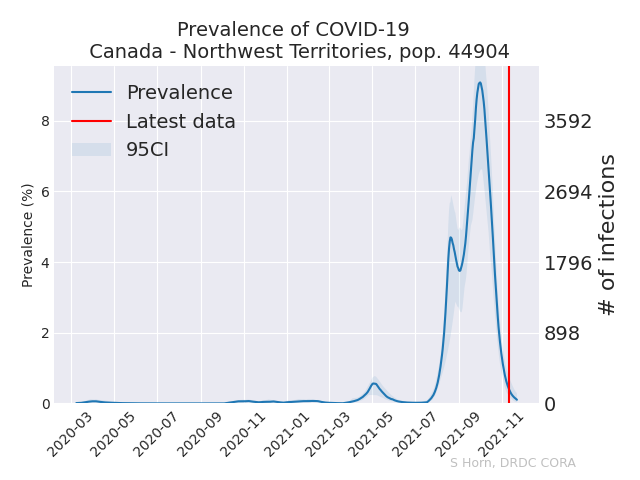 Prevalence of COVID-19
Canada - Northwest Territories, pop. 44904
Prevalence
Latest data
95CI
Prevalence (%)
8
6
4
2
0
3592
2694
1796
898
0
# of infections
2020-03
2020-05
2020-07
2020-09
2020-11
2021-01
2021-03
2021-05
2021-07
2021-09
2021-11
S Horn, DRDC CORA